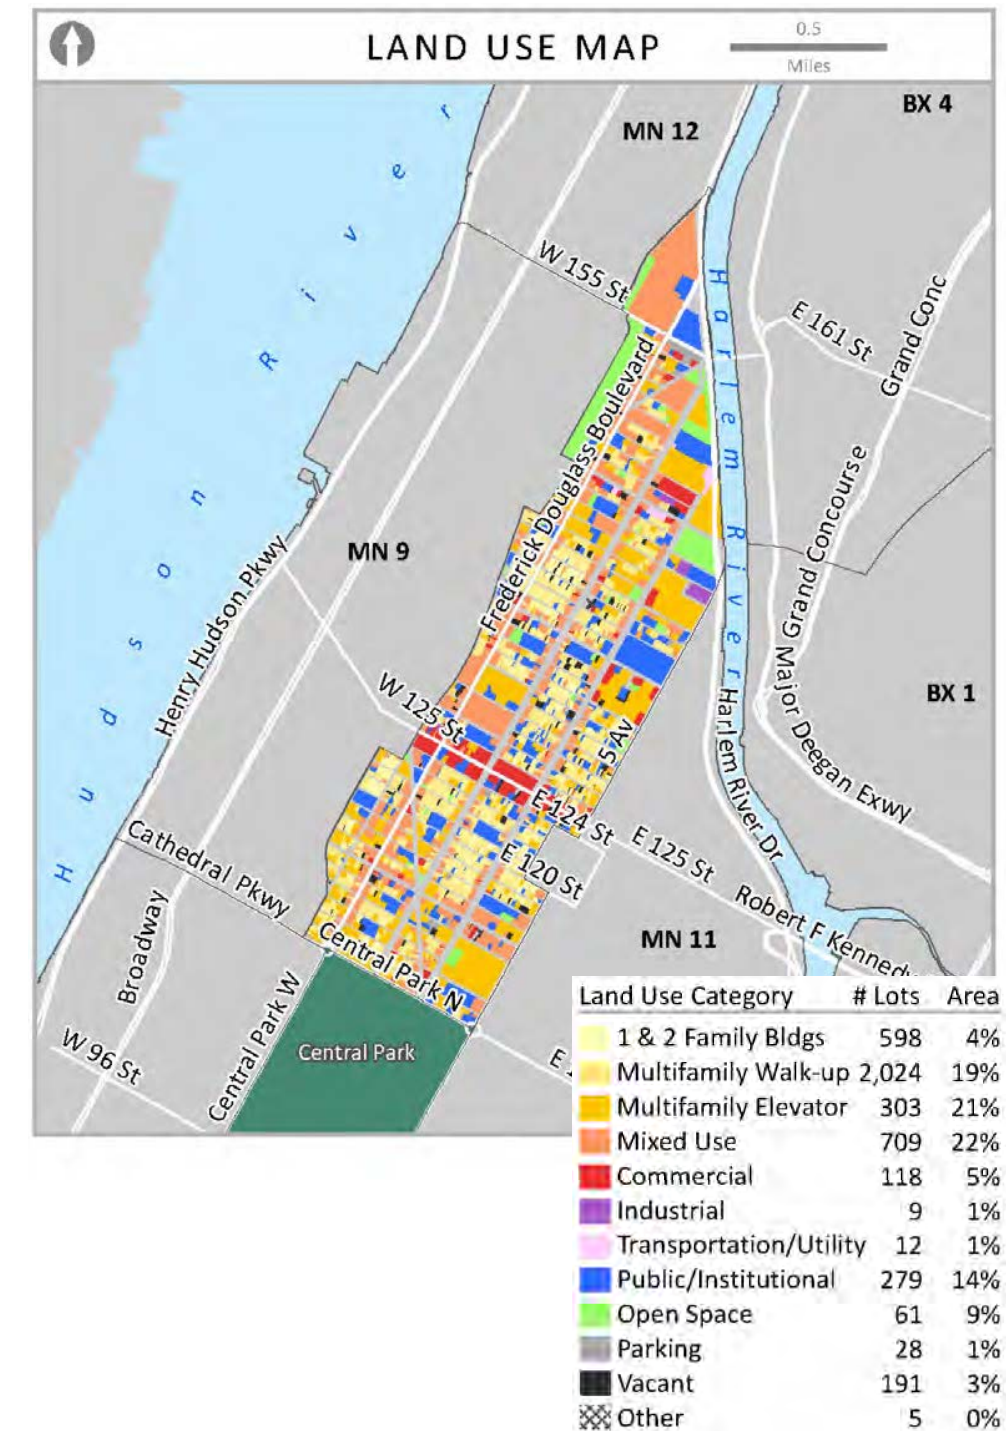 LAND USE MAP
0.5
Miles
BX 4
MN 12
Hudson River
W 155 St
Harlem River
E 161 St
Grand Conc
Frederick Douglass Boulevard
MN 9
Grand Concourse
Henry Hudson Pkwy
Major Deegan Exwy
BX 1
W 125 St
5 Av
Harlem River Dr
E 124 St
E 125 St
E 120 St
Cathedral Pkwy
Robert F Kennedy
Broadway
MN 11
Central Park N
Central Park W
Central Park
W 96 St
E
Land Use Category # Lots Area
1 & 2 Family Bldgs 598 4%
Multifamily Walk-up 2,024 19%
Multifamily Elevator 303 21%
Mixed Use 709 22%
Commercial 118 5%
Industrial 9 1%
Transportation/Utility 12 1%
Public/Institutional 279 14%
Open Space 61 9%
Parking 28 1%
Vacant 191 3%
Other 5 0%